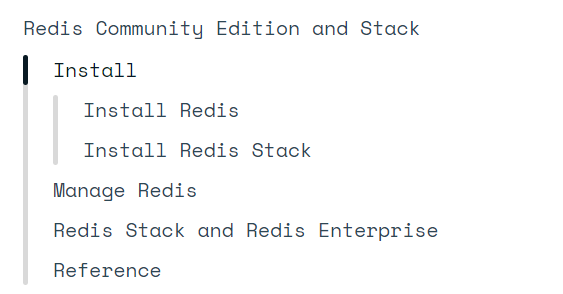 Redis Community Edition and Stack
Install
Install Redis
Install Redis Stack
Manage Redis
Redis Stack and Redis Enterprise
Reference